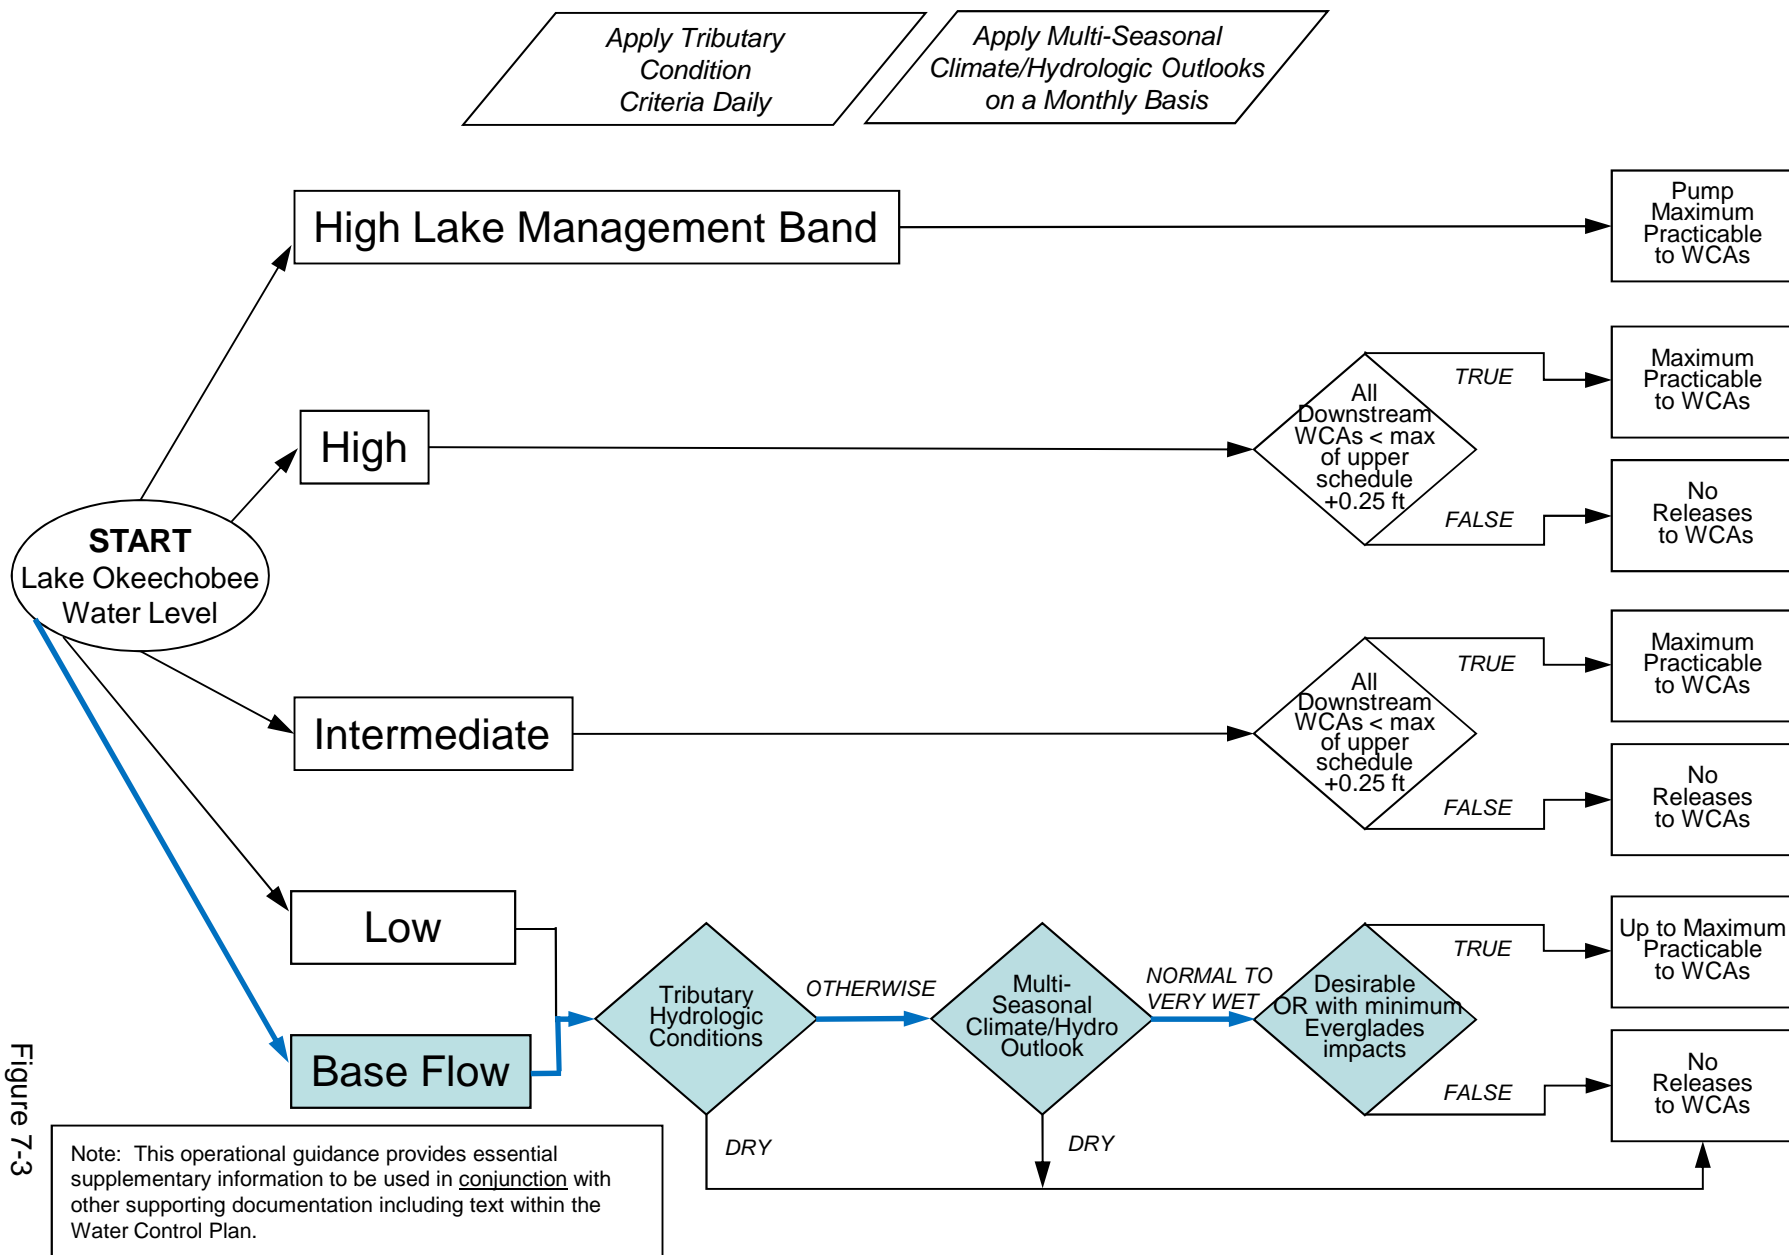 Apply Tributary
Condition
Criteria Daily
Apply Multi-Seasonal
Climate/Hydrologic Outlooks
on a Monthly Basis
High Lake Management Band
Pump
Maximum
Practicable
to WCAs
High
All
Downstream
WCAs < max
of upper
schedule
+0.25 ft
TRUE
Maximum
Practicable
to WCAs
FALSE
No
Releases
to WCAs
START
Lake Okeechobee
Water Level
Intermediate
All
Downstream
WCAs < max
of upper
schedule
+0.25 ft
TRUE
Maximum
Practicable
to WCAs
FALSE
No
Releases
to WCAs
Low
Base Flow
Tributary
Hydrologic
Conditions
OTHERWISE
DRY
Multi-
Seasonal
Climate/Hydro
Outlook
NORMAL TO
VERY WET
DRY
Desirable
OR with minimum
Everglades
impacts
TRUE
Up to Maximum
Practicable
to WCAs
FALSE
No
Releases
to WCAs
Figure 7-3
Note:  This operational guidance provides essential
supplementary information to be used in conjunction with
other supporting documentation including text within the
Water Control Plan.